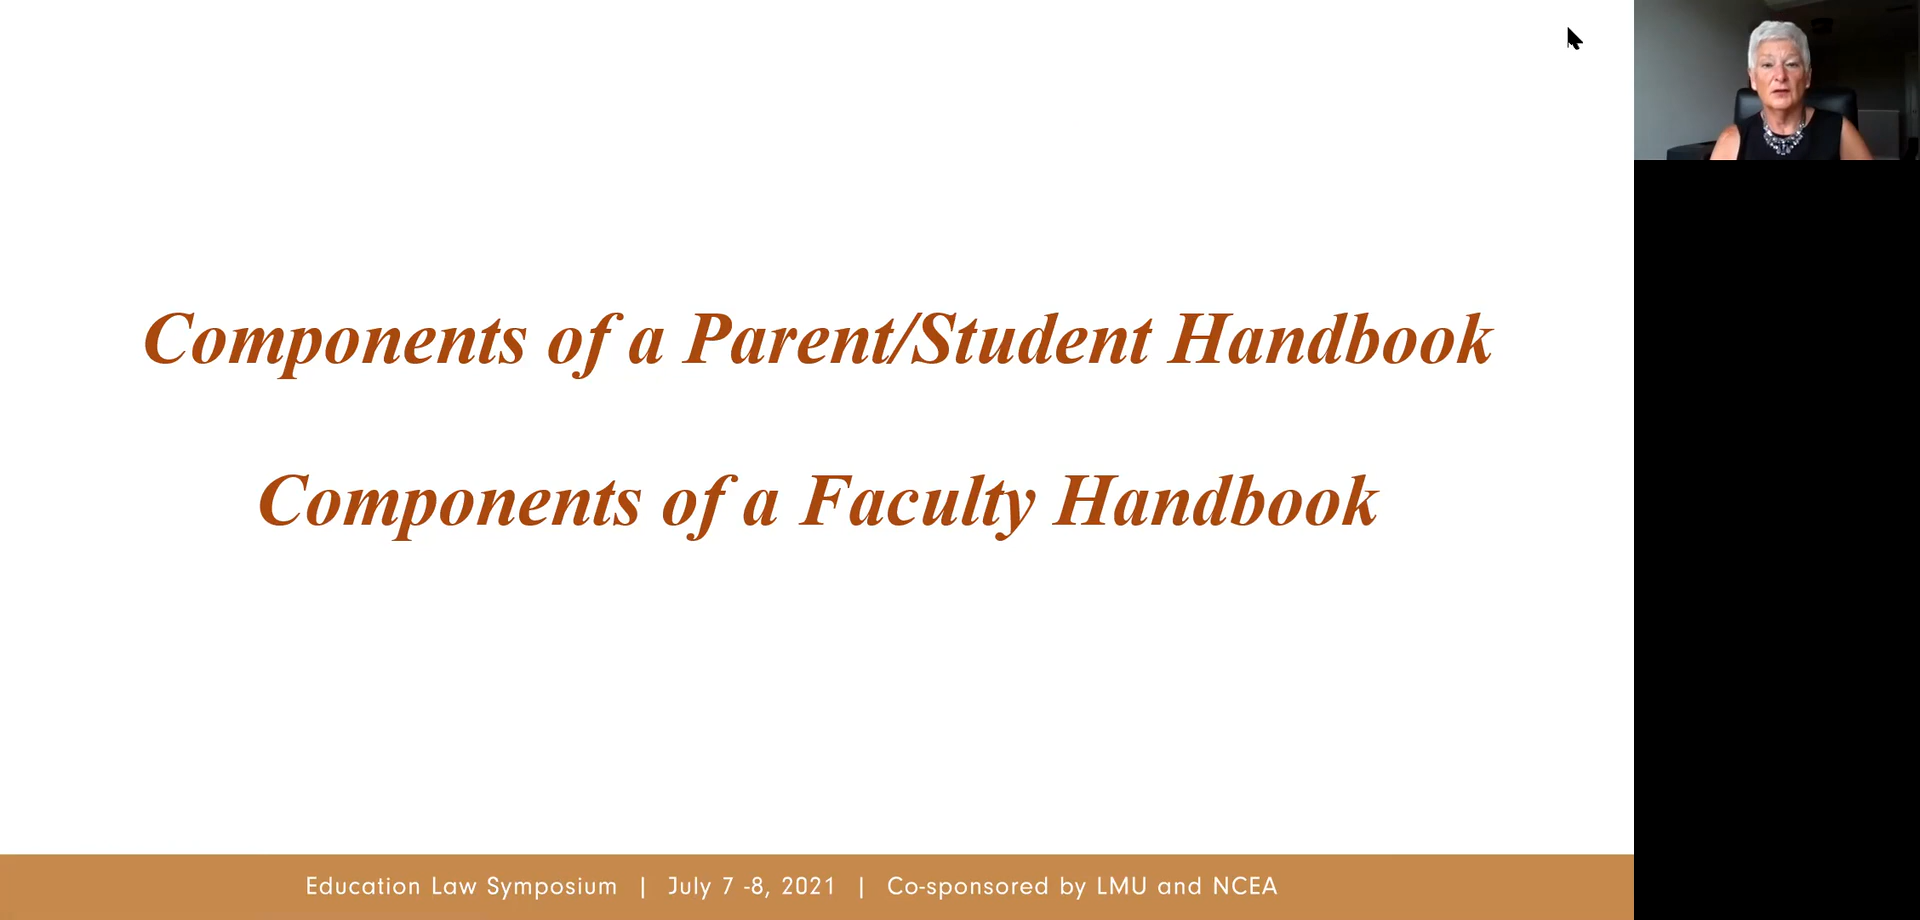 Components of a Parent/Student Handbook
Components of a Faculty Handbook
Education Law Symposium | July 7 -8, 2021 | Co-sponsored by LMU and NCEA